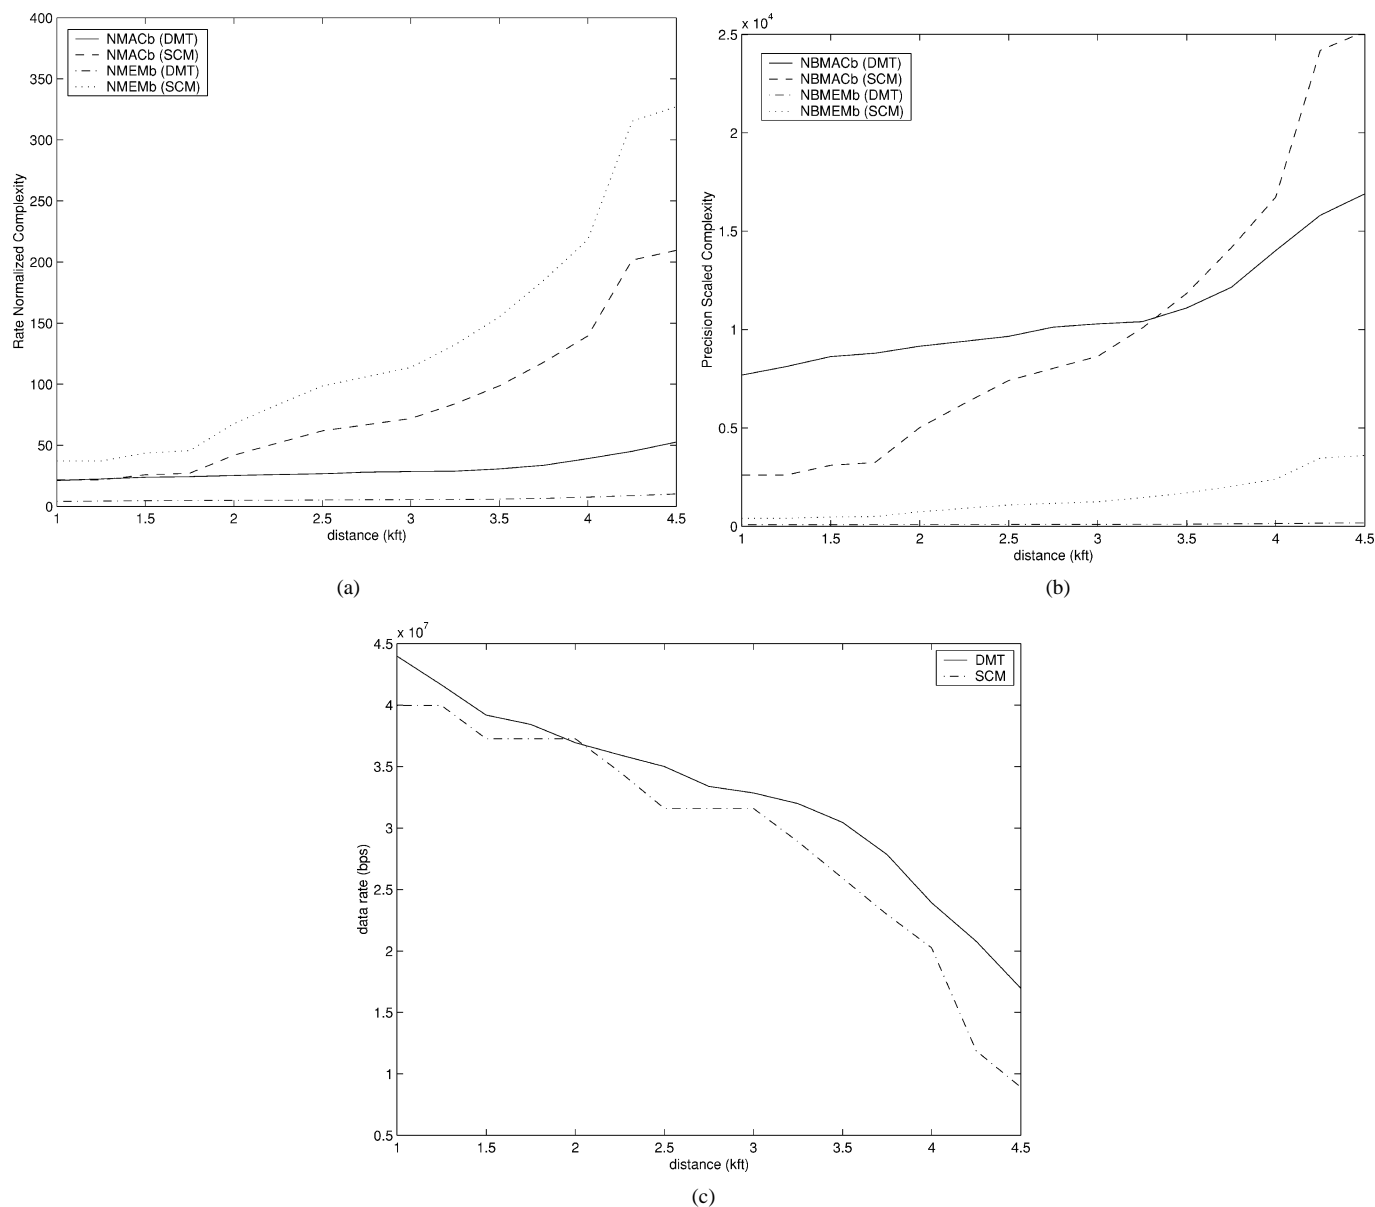 400
350
300
250
200
150
100
50
0
Rate Normalized Complexity
NMACb (DMT)
NMACb (SCM)
NMEMb (DMT)
NMEMb (SCM)
1 1.5 2 2.5 3 3.5 4 4.5
distance (kft)
(a)
x 10^4
2.5
2
1.5
1
0.5
0
Precision Scaled Complexity
NBMACb (DMT)
NBMACb (SCM)
NBMEMb (DMT)
NBMEMb (SCM)
1 1.5 2 2.5 3 3.5 4 4.5
distance (kft)
(b)
x 10^7
4.5
4
3.5
3
2.5
2
1.5
1
0.5
data rate (bps)
DMT
SCM
1 1.5 2 2.5 3 3.5 4 4.5
distance (kft)
(c)